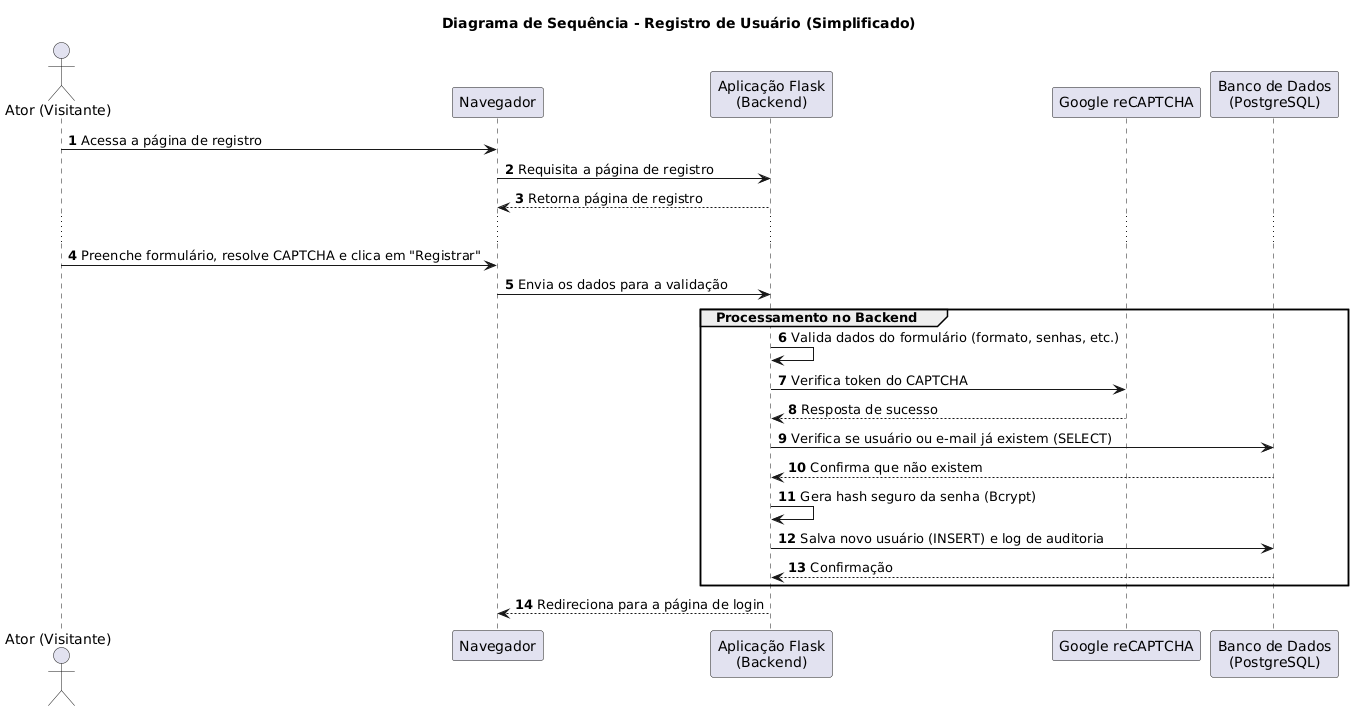 Diagrama de Sequência - Registro de Usuário (Simplificado)
Ator (Visitante)
Navegador
Aplicação Flask
(Backend)
Google reCAPTCHA
Banco de Dados
(PostgreSQL)
1 Acessa a página de registro
2 Requisita a página de registro
3 Retorna página de registro
4 Preenche formulário, resolve CAPTCHA e clica em "Registrar"
5 Envia os dados para a validação
Processamento no Backend
6 Valida dados do formulário (formato, senhas, etc.)
7 Verifica token do CAPTCHA
8 Resposta de sucesso
9 Verifica se usuário ou e-mail já existem (SELECT)
10 Confirma que não existem
11 Gera hash seguro da senha (Bcrypt)
12 Salva novo usuário (INSERT) e log de auditoria
13 Confirmação
14 Redireciona para a página de login
Ator (Visitante)
Navegador
Aplicação Flask
(Backend)
Google reCAPTCHA
Banco de Dados
(PostgreSQL)